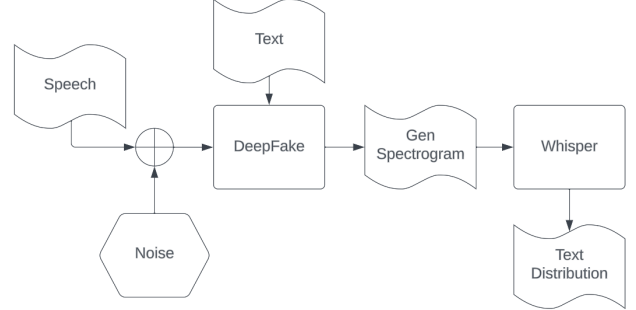 Text
Speech
DeepFake
Gen
Spectrogram
Whisper
Noise
Text
Distribution